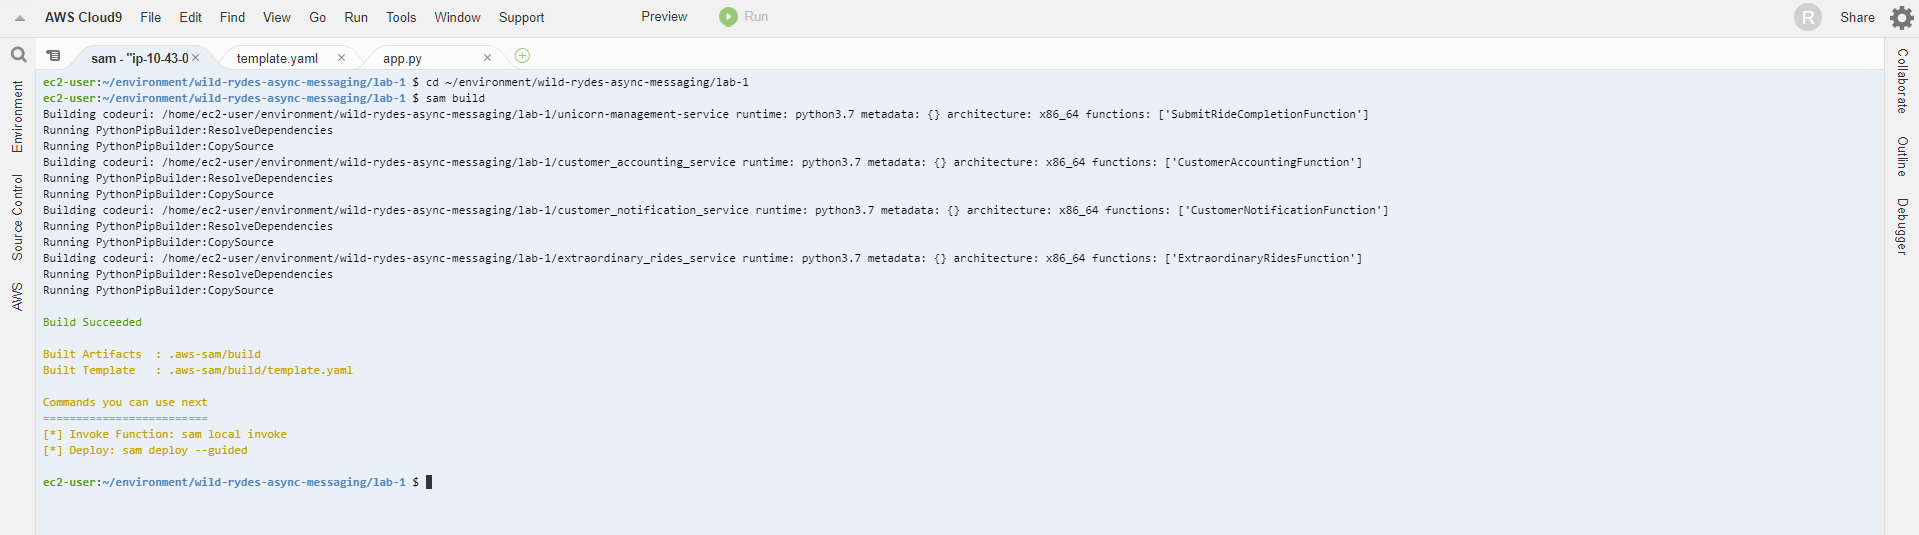 AWS Cloud9 File Edit Find View Go Run Tools Window Support Preview Run R Share
sam - "ip-10-43-0 × template.yaml × app.py ×
Environment
Source Control
AWS
ec2-user:~/environment/wild-rydes-async-messaging/lab-1 $ cd ~/environment/wild-rydes-async-messaging/lab-1
ec2-user:~/environment/wild-rydes-async-messaging/lab-1 $ sam build
Building codeuri: /home/ec2-user/environment/wild-rydes-async-messaging/lab-1/unicorn-management-service runtime: python3.7 metadata: {} architecture: x86_64 functions: ['SubmitRideCompletionFunction']
Running PythonPipBuilder:ResolveDependencies
Running PythonPipBuilder:CopySource
Building codeuri: /home/ec2-user/environment/wild-rydes-async-messaging/lab-1/customer_accounting_service runtime: python3.7 metadata: {} architecture: x86_64 functions: ['CustomerAccountingFunction']
Running PythonPipBuilder:ResolveDependencies
Running PythonPipBuilder:CopySource
Building codeuri: /home/ec2-user/environment/wild-rydes-async-messaging/lab-1/customer_notification_service runtime: python3.7 metadata: {} architecture: x86_64 functions: ['CustomerNotificationFunction']
Running PythonPipBuilder:ResolveDependencies
Running PythonPipBuilder:CopySource
Building codeuri: /home/ec2-user/environment/wild-rydes-async-messaging/lab-1/extraordinary_rides_service runtime: python3.7 metadata: {} architecture: x86_64 functions: ['ExtraordinaryRidesFunction']
Running PythonPipBuilder:ResolveDependencies
Running PythonPipBuilder:CopySource
Build Succeeded
Built Artifacts  : .aws-sam/build
Built Template   : .aws-sam/build/template.yaml
Commands you can use next
=========================
[*] Invoke Function: sam local invoke
[*] Deploy: sam deploy --guided
ec2-user:~/environment/wild-rydes-async-messaging/lab-1 $
Collaborate
Outline
Debugger